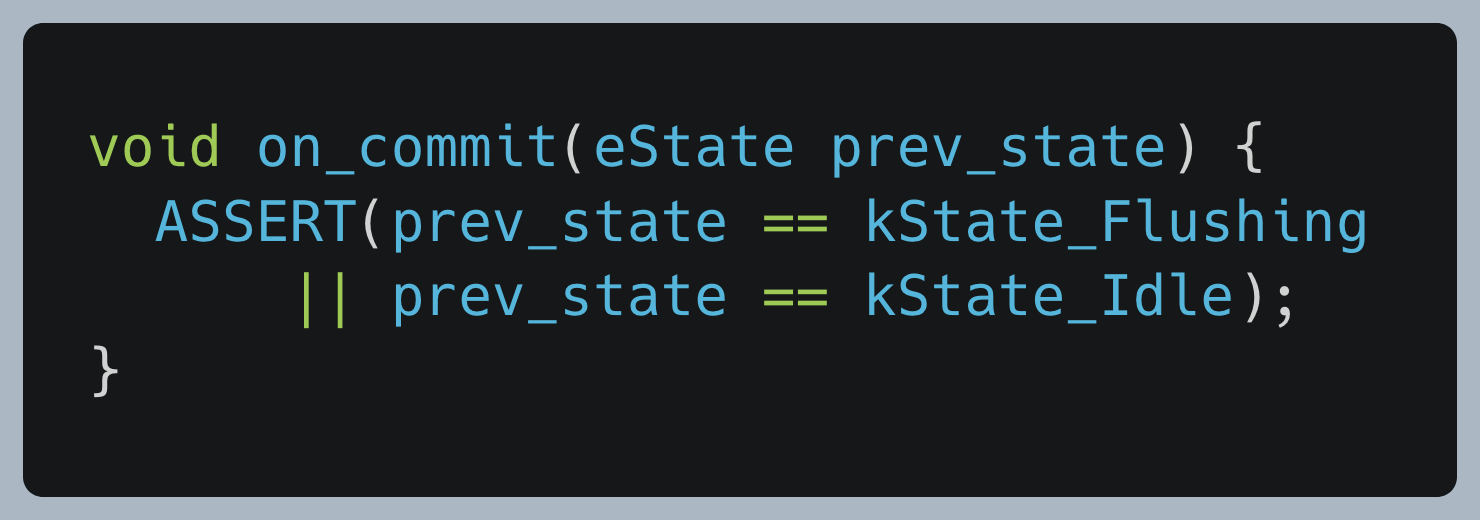 void on_commit(eState prev_state) {
  ASSERT(prev_state == kState_Flushing
      || prev_state == kState_Idle);
}